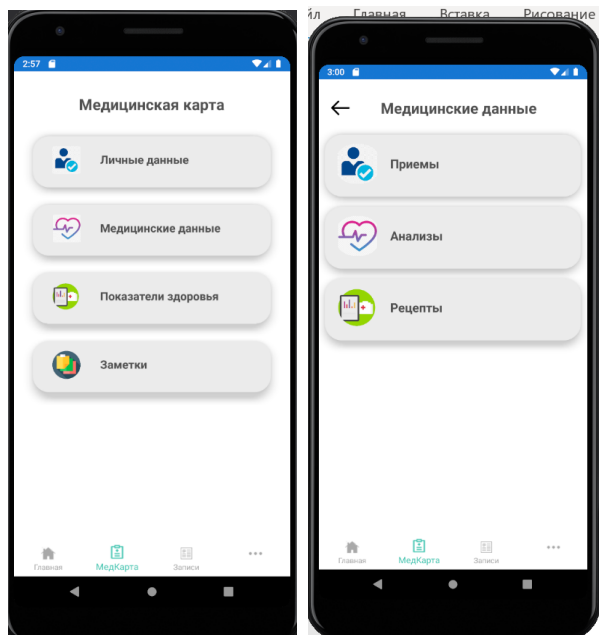 йл Главная Вставка Рисование
2:57
Медицинская карта
Личные данные
Медицинские данные
Показатели здоровья
Заметки
Главная МедКарта Записи
3:00
Медицинские данные
Приемы
Анализы
Рецепты
Главная МедКарта Записи